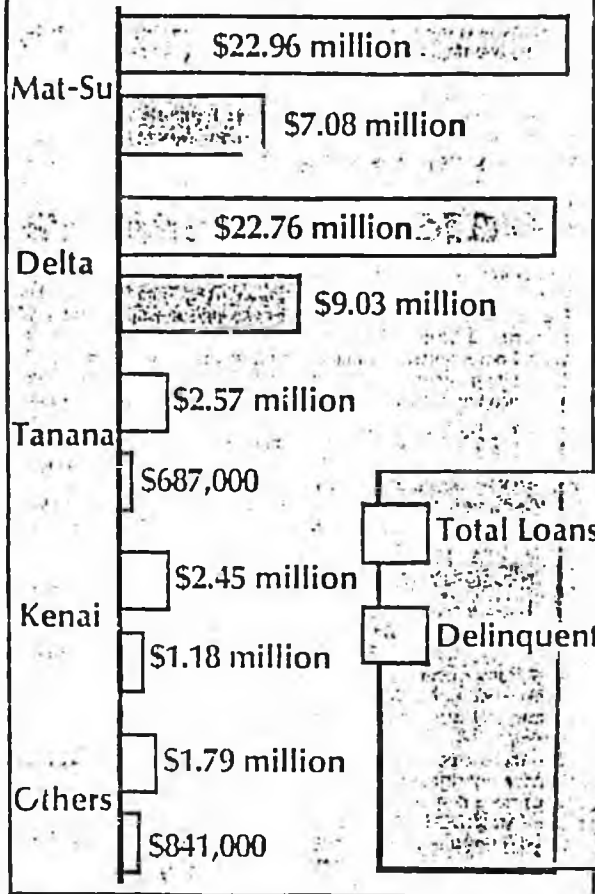 $22.96 million
Mat-Su
$7.08 million
$22.76 million
Delta
$9.03 million
$2.57 million
Tanana
$687,000
Total Loans
$2.45 million
Kenai
Delinquent
$1.18 million
$1.79 million
Others
$841,000